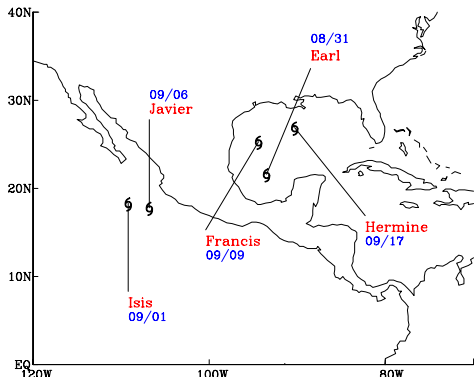 40N
08/31
Earl
09/06
Javier
30N
20N
Hermine
09/17
Francis
09/09
10N
Isis
09/01
EQ
120W
100W
80W